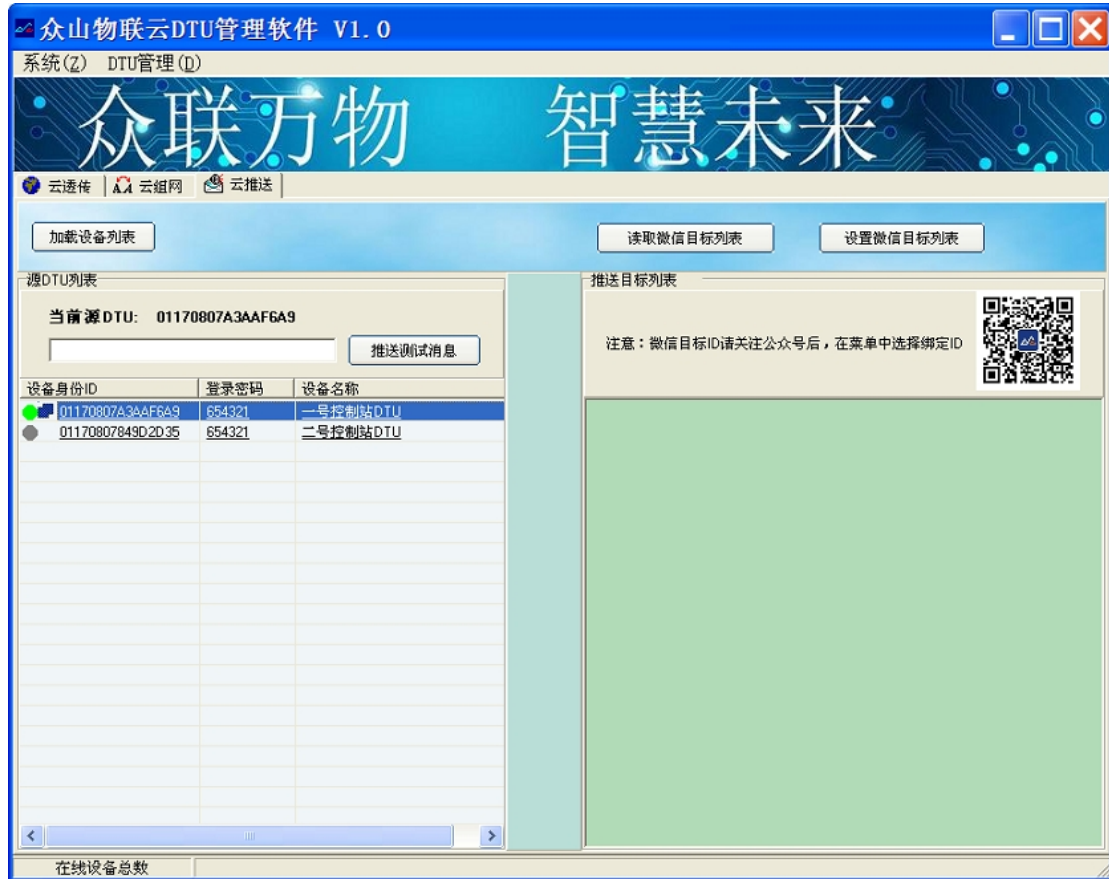 众山物联云DTU管理软件 V1.0
系统(Z) DTU管理(D)
众联万物 智慧未来
云透传 云组网 云推送
加载设备列表 读取微信目标列表 设置微信目标列表
源DTU列表
当前源DTU: 01170807A3AAF6A9
推送测试消息
设备身份ID 登录密码 设备名称
01170807A3AAF6A9 654321 一号控制站DTU
01170807849D2D35 654321 二号控制站DTU
推送目标列表
注意：微信目标ID请关注公众号后，在菜单中选择绑定ID
在线设备总数